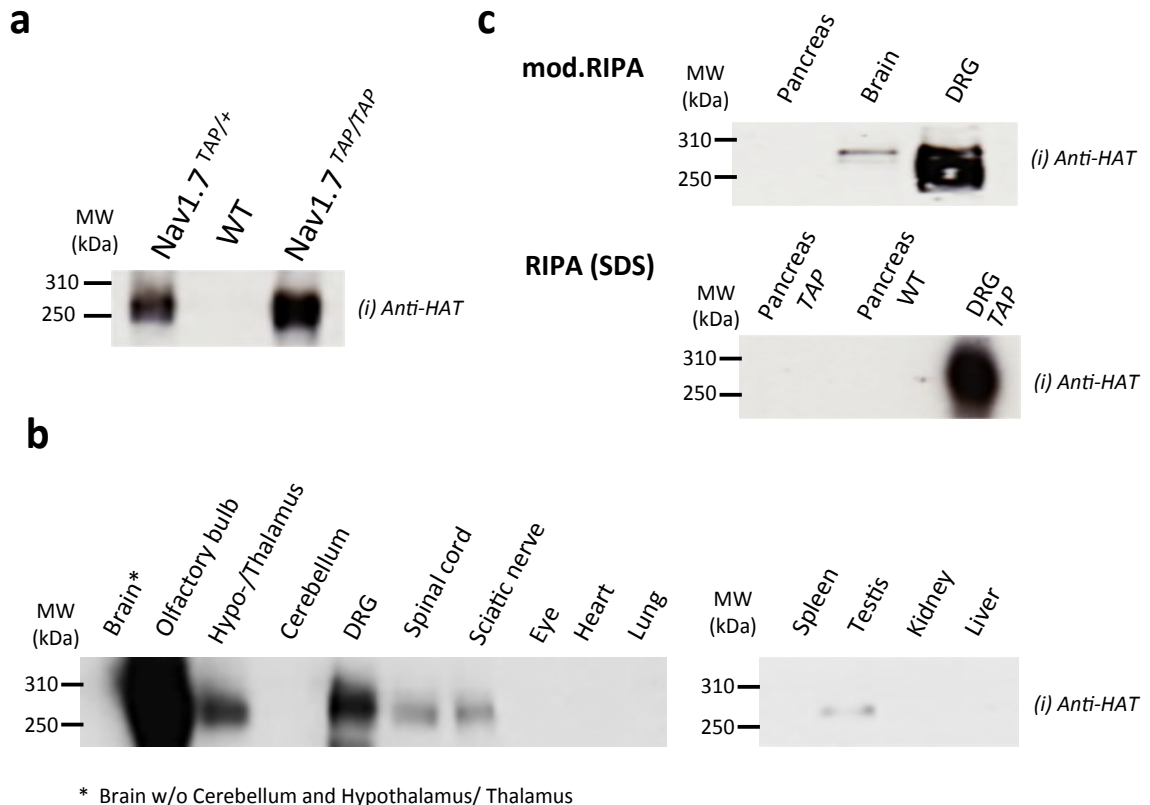 a
Nav1.7 TAP/+
WT
Nav1.7 TAP/TAP
MW
(kDa)
310
250
(i) Anti-HAT
c
mod.RIPA
MW
(kDa)
Pancreas
Brain
DRG
310
250
(i) Anti-HAT
RIPA (SDS)
MW
(kDa)
Pancreas
TAP
Pancreas
WT
DRG
TAP
310
250
(i) Anti-HAT
b
MW
(kDa)
Brain*
Olfactory bulb
Hypo-/Thalamus
Cerebellum
DRG
Spinal cord
Sciatic nerve
Eye
Heart
Lung
310
250
MW
(kDa)
Spleen
Testis
Kidney
Liver
310
250
(i) Anti-HAT
* Brain w/o Cerebellum and Hypothalamus/ Thalamus